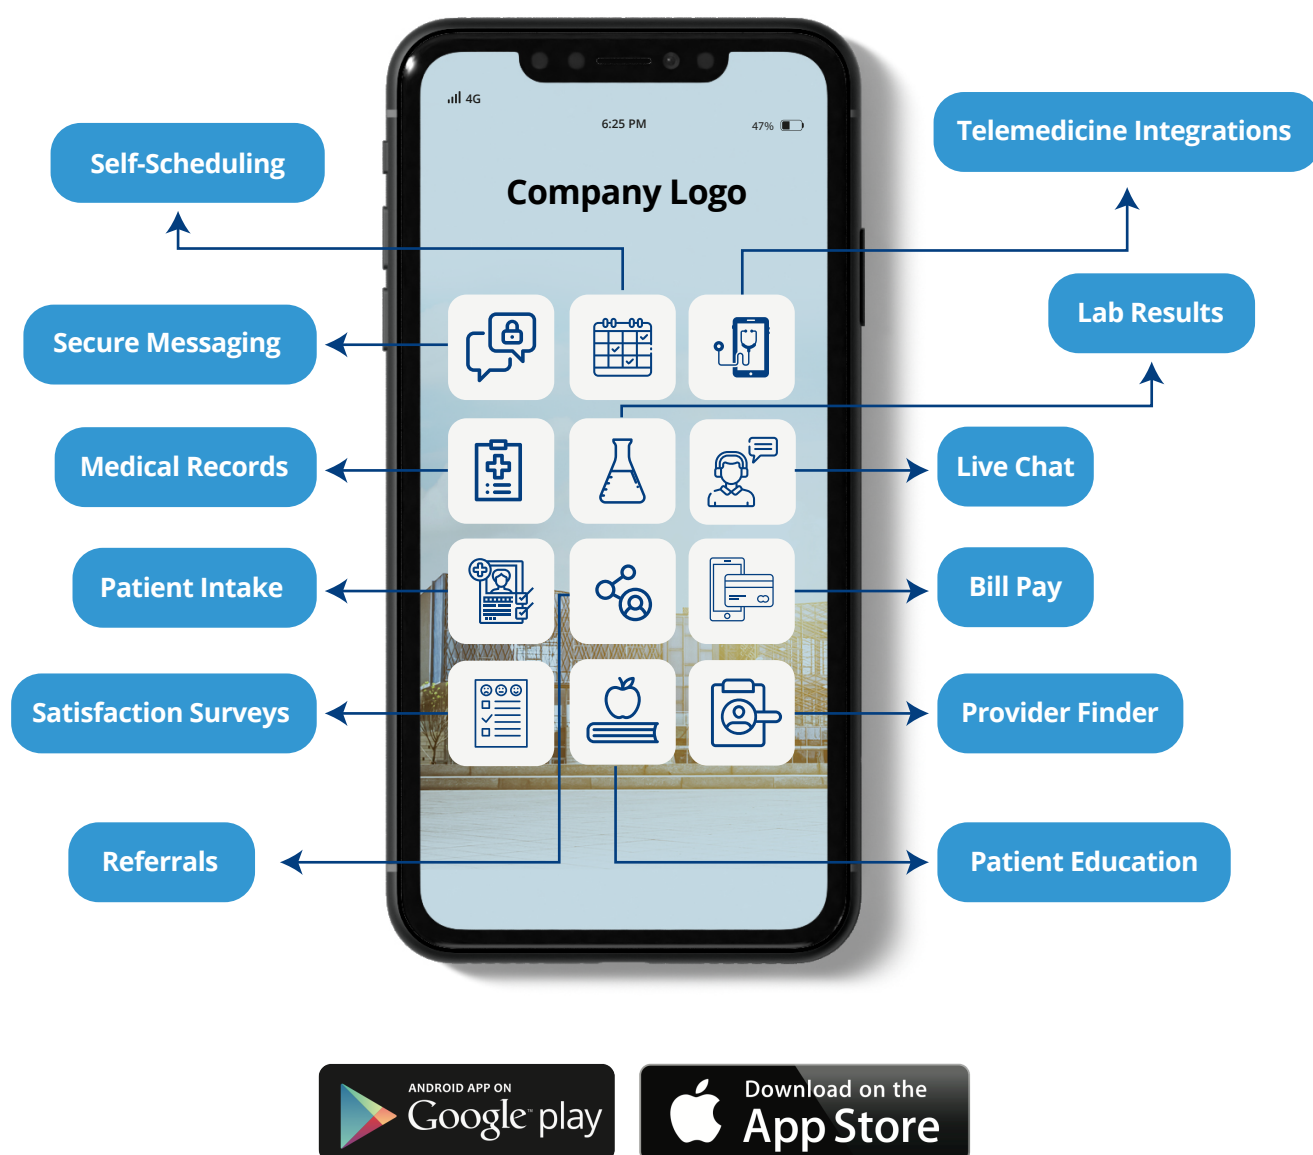 4G
6:25 PM
47%
Company Logo
Self-Scheduling
Telemedicine Integrations
Secure Messaging
Lab Results
Medical Records
Live Chat
Patient Intake
Bill Pay
Satisfaction Surveys
Provider Finder
Referrals
Patient Education
ANDROID APP ON
Google play
Download on the
App Store